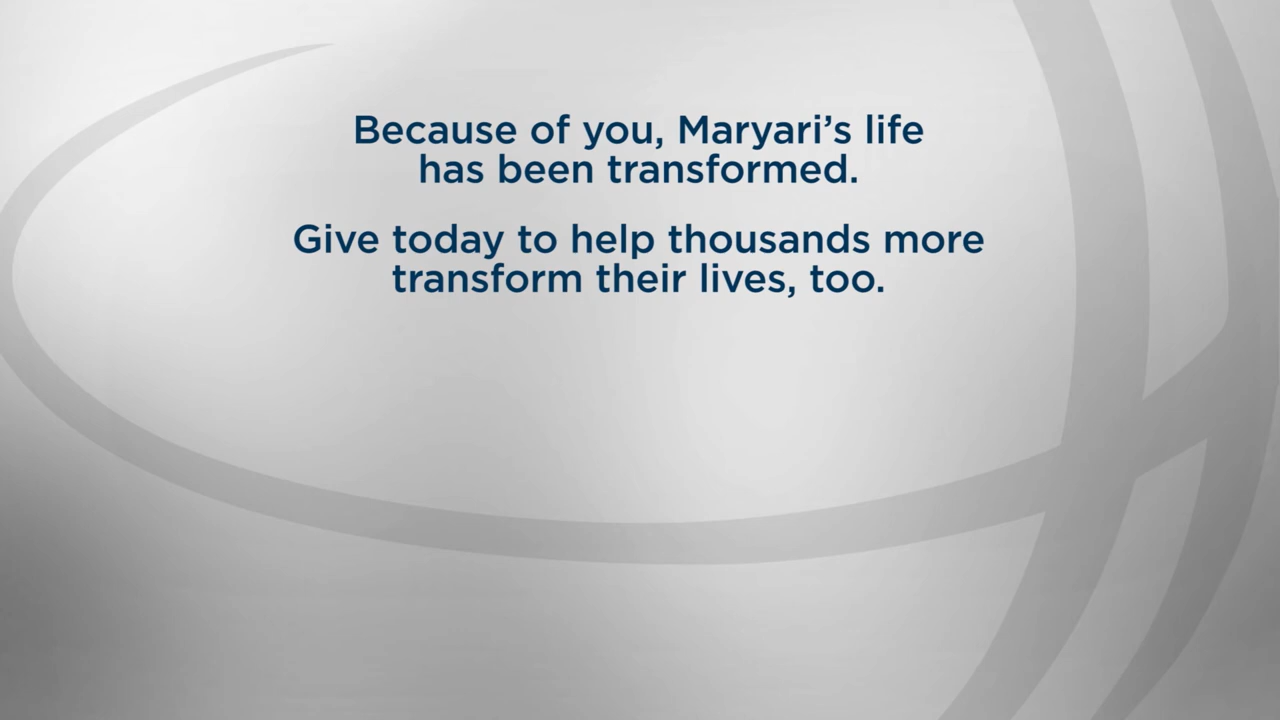 Because of you, Maryari’s life
has been transformed.
Give today to help thousands more
transform their lives, too.